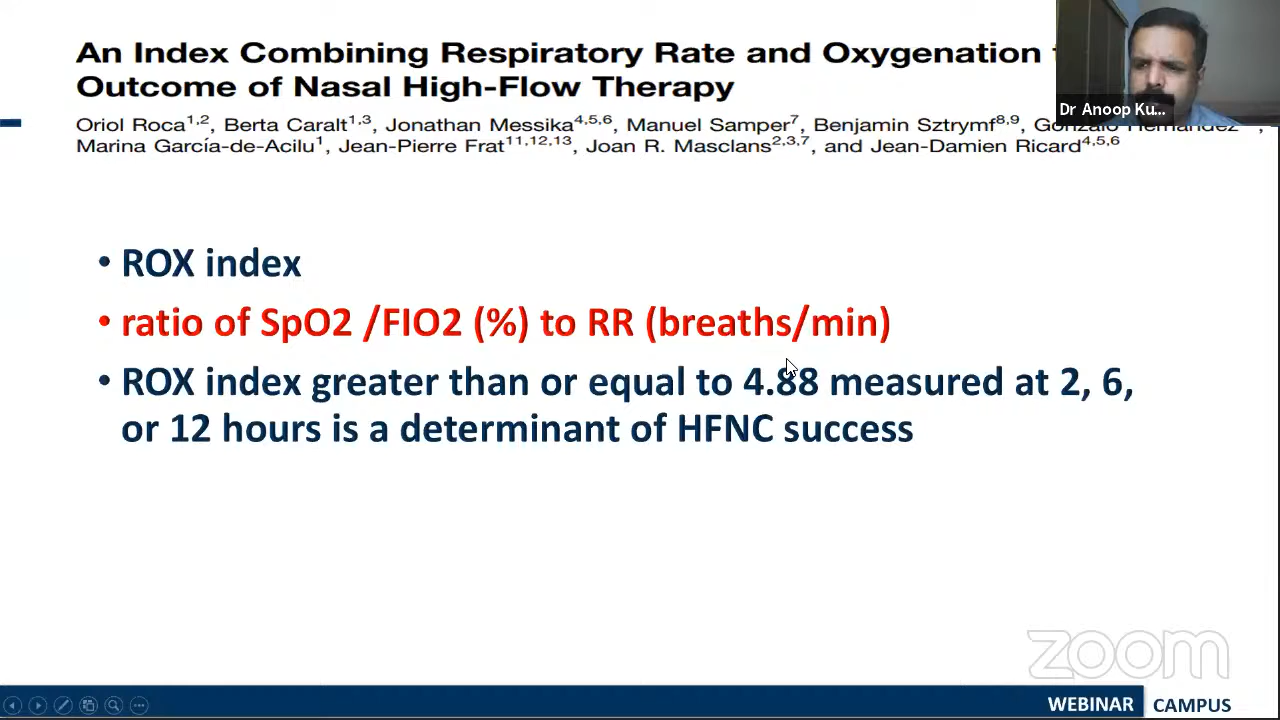 An Index Combining Respiratory Rate and Oxygenation
Outcome of Nasal High-Flow Therapy
Oriol Roca1,2, Berta Caralt1,3, Jonathan Messika4,5,6, Manuel Samper7, Benjamin Sztrymf8,9, Gonzalo Hernandez
Marina García-de-Acilu1, Jean-Pierre Frat11,12,13, Joan R. Masclans2,3,7, and Jean-Damien Ricard4,5,6
Dr Anoop Ku...
• ROX index
• ratio of SpO2 /FIO2 (%) to RR (breaths/min)
• ROX index greater than or equal to 4.88 measured at 2, 6,
or 12 hours is a determinant of HFNC success
zoom
WEBINAR CAMPUS